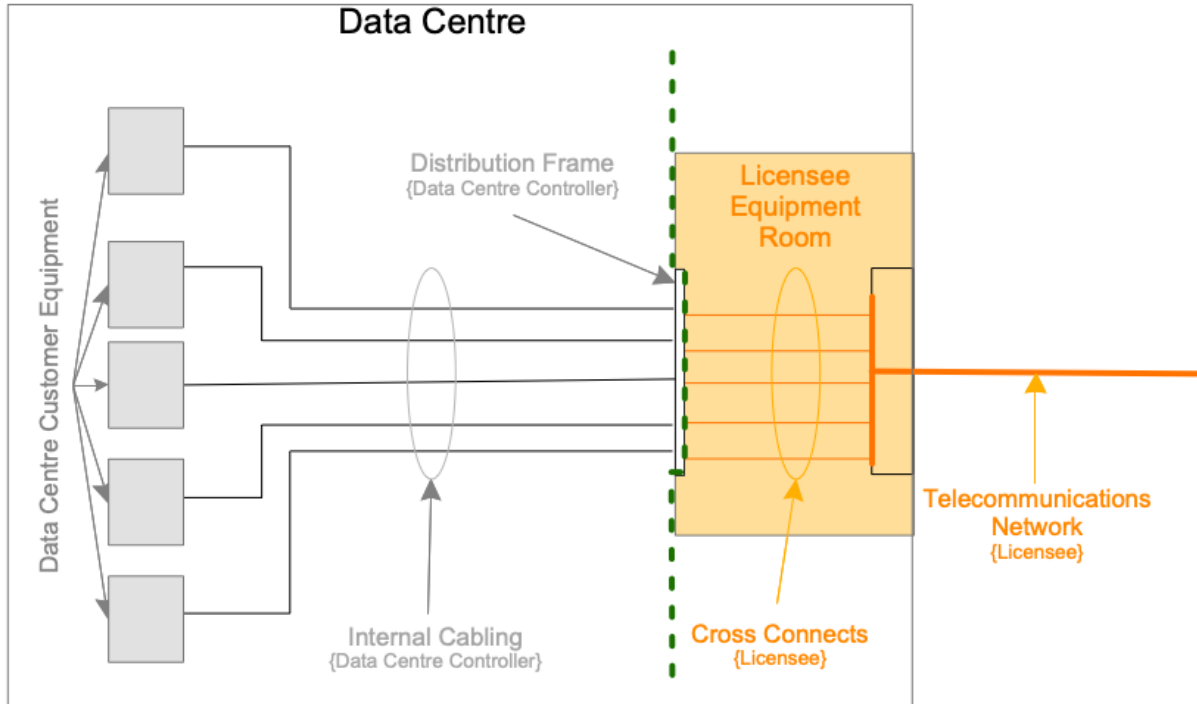 Data Centre
Data Centre Customer Equipment
Distribution Frame
{Data Centre Controller}
Licensee
Equipment
Room
Telecommunications
Network
{Licensee}
Internal Cabling
{Data Centre Controller}
Cross Connects
{Licensee}